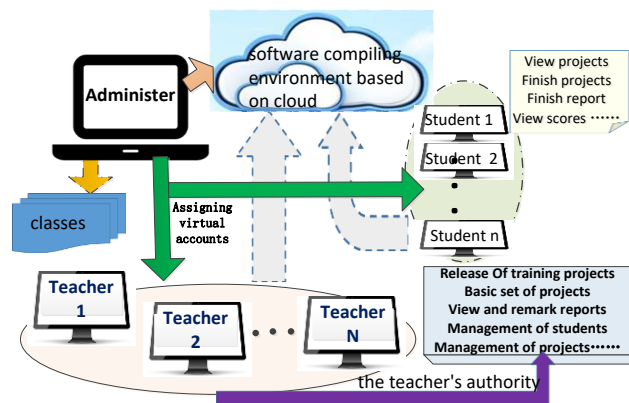 software compiling
environment based
on cloud
Administer
View projects
Finish projects
Finish report
View scores ······
Student 1
Student 2
Student n
classes
Assigning
virtual
accounts
Teacher
1
Teacher
2
Teacher
N
Release Of training projects
Basic set of projects
View and remark reports
Management of students
Management of projects······
the teacher's authority